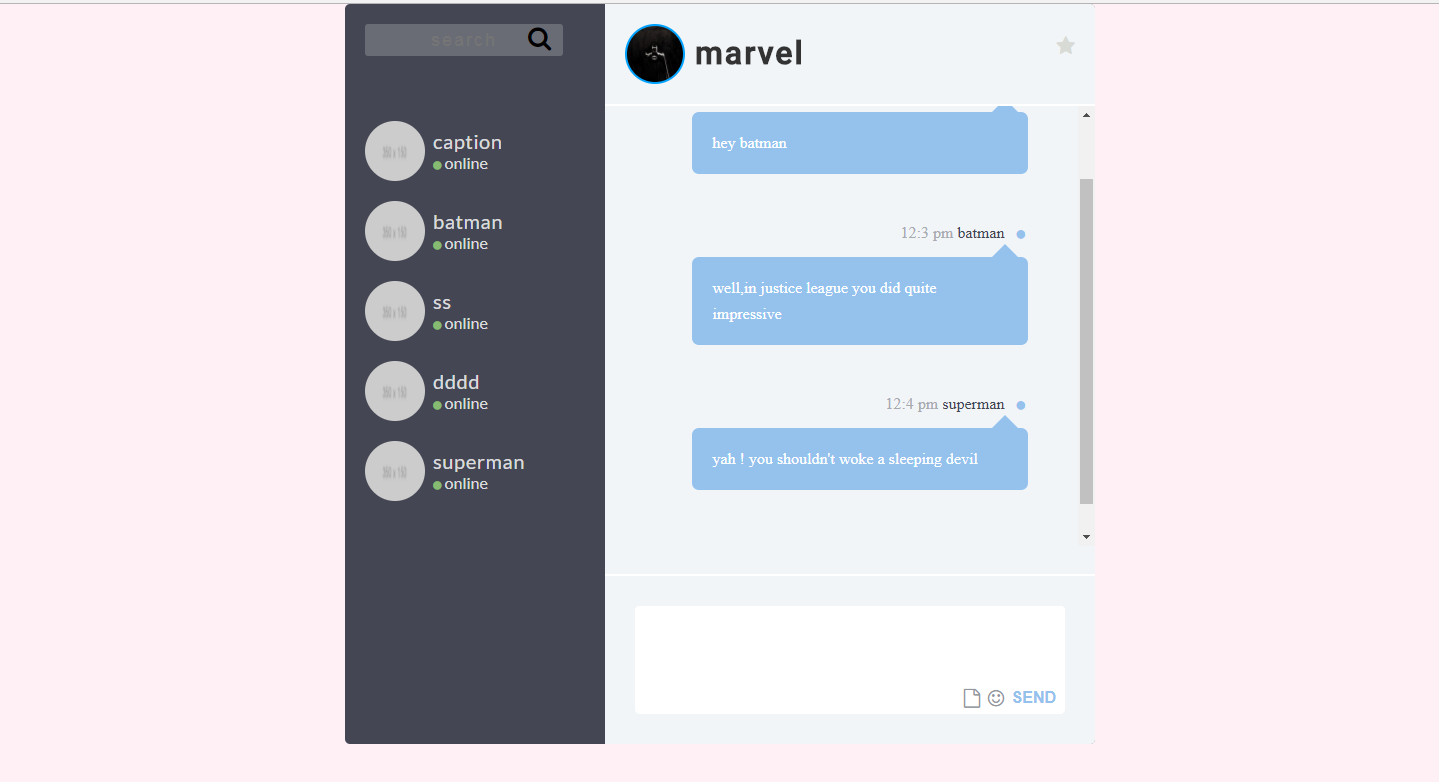 search
caption
online
batman
online
ss
online
dddd
online
superman
online
marvel
hey batman
12:3 pm batman
well,in justice league you did quite
impressive
12:4 pm superman
yah ! you shouldn't woke a sleeping devil
SEND